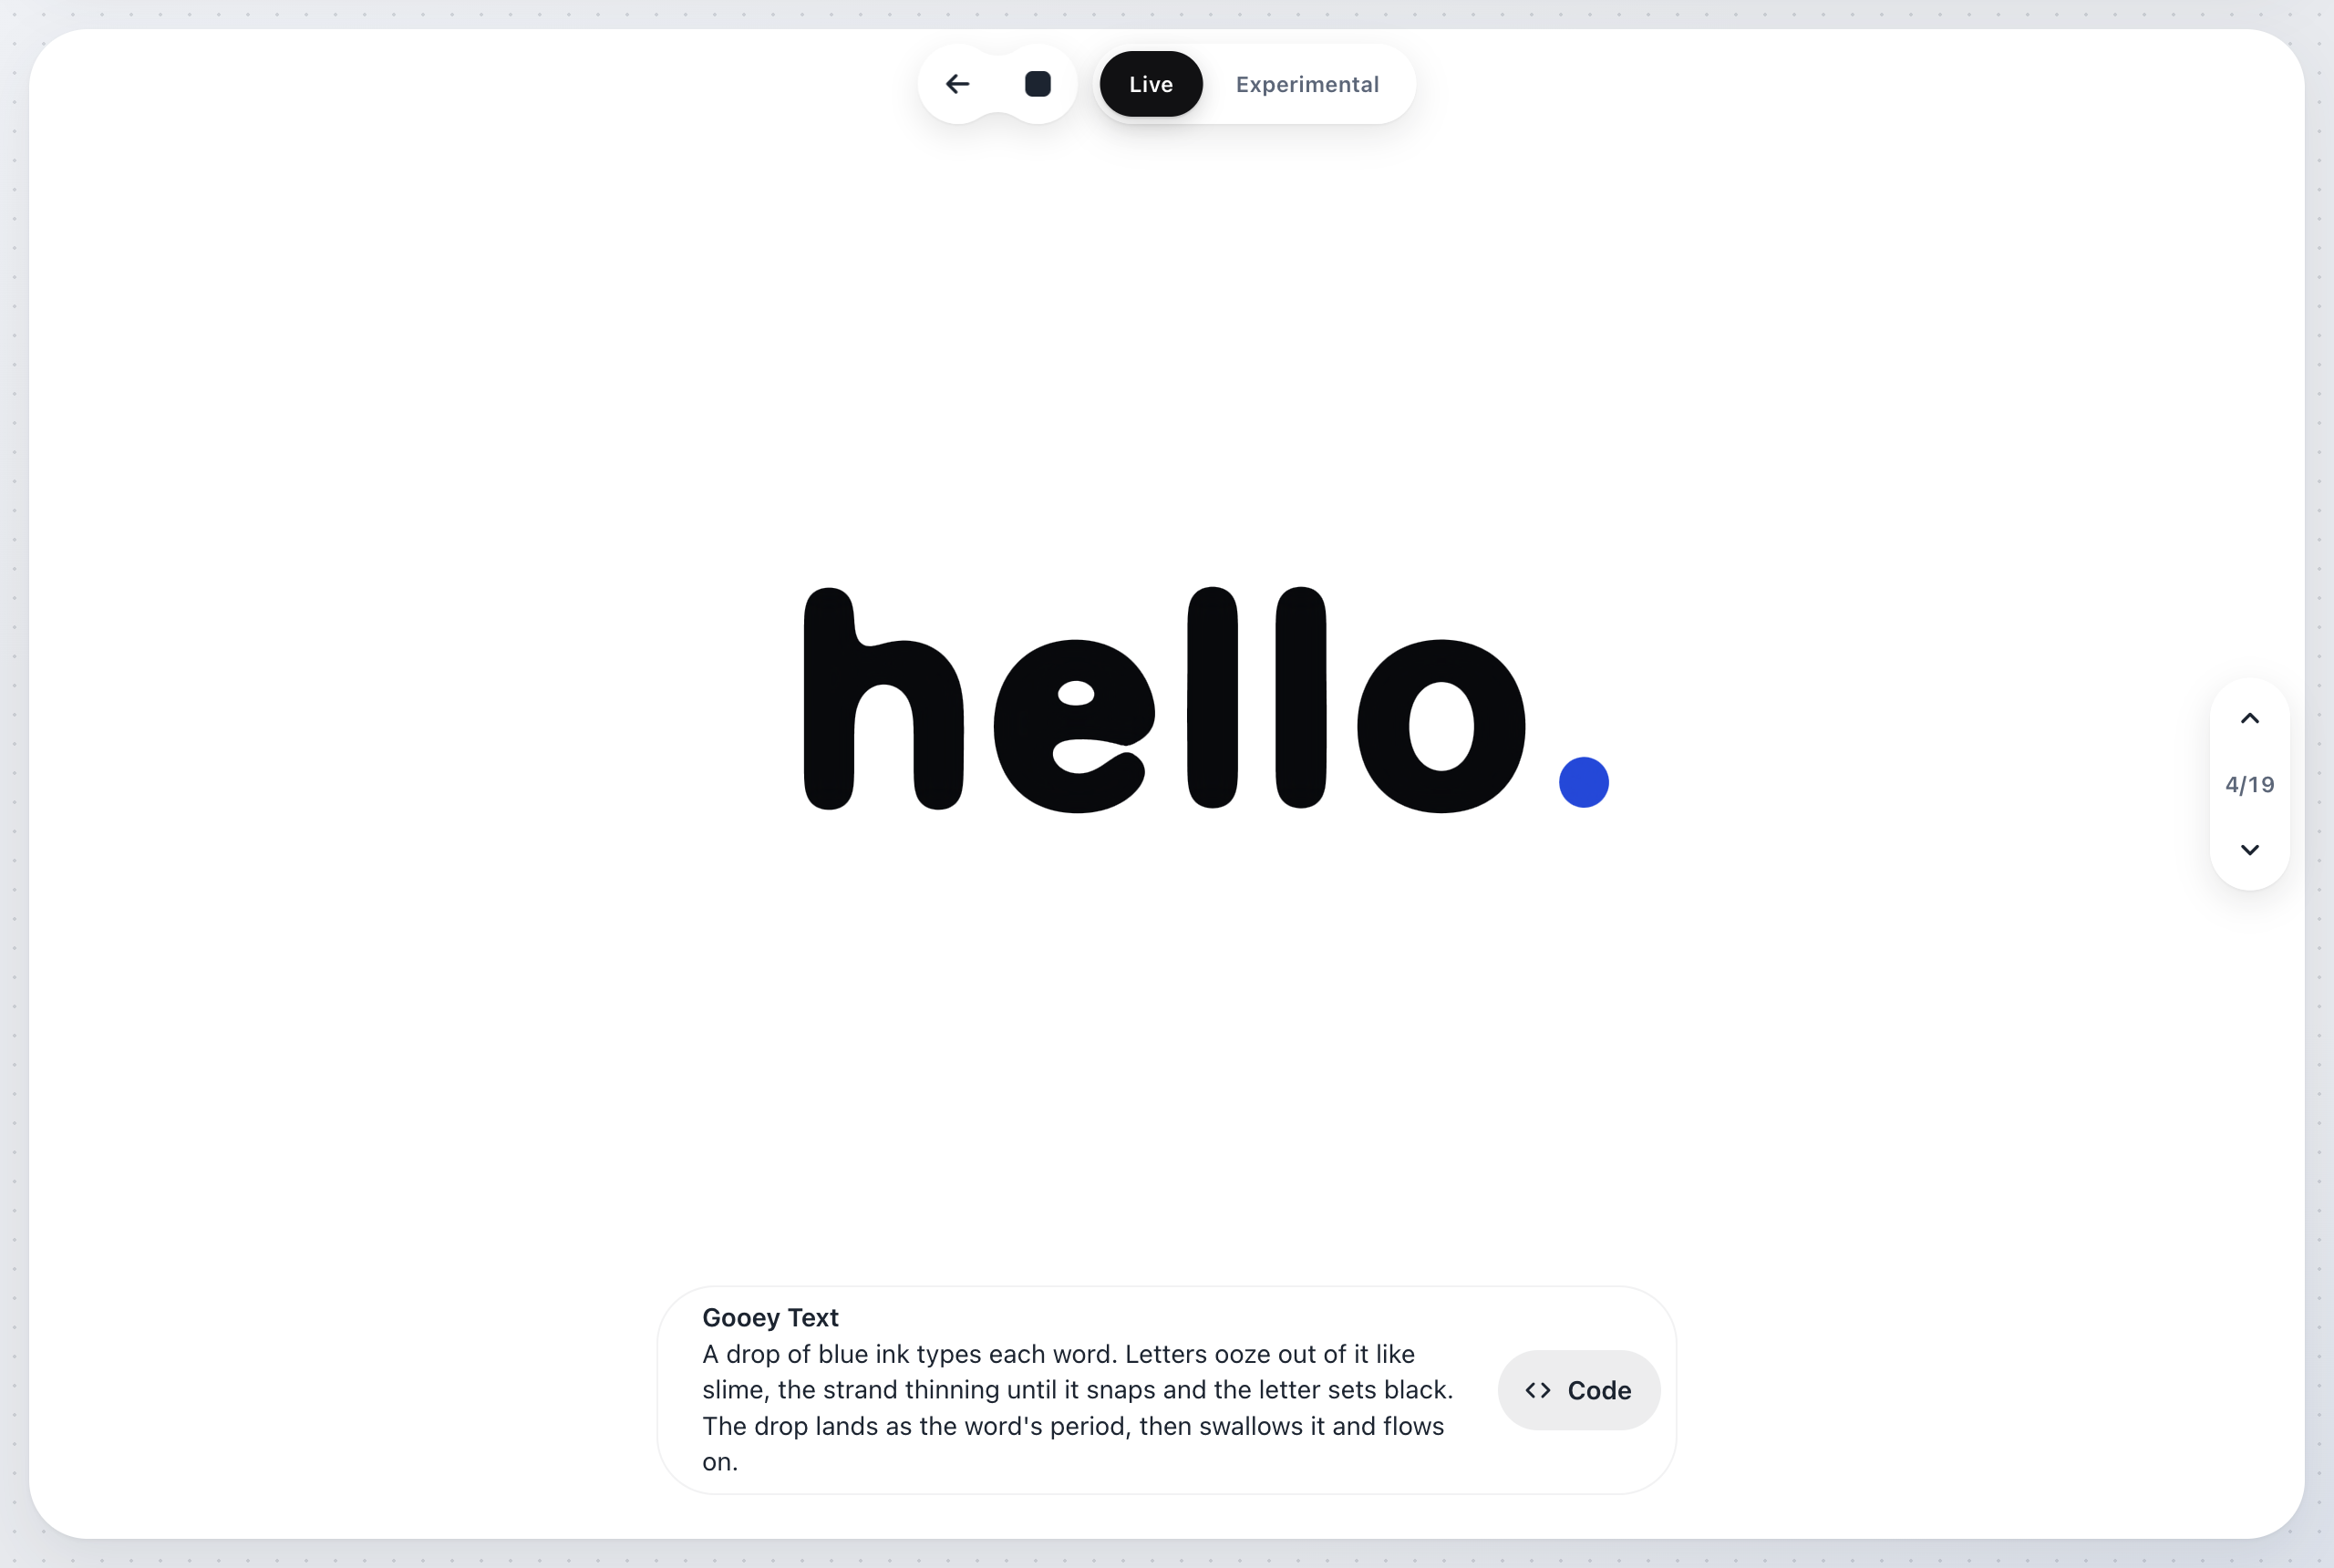 Live
Experimental
hello.
4/19
Gooey Text
A drop of blue ink types each word. Letters ooze out of it like
slime, the strand thinning until it snaps and the letter sets black.
The drop lands as the word's period, then swallows it and flows
on.
Code